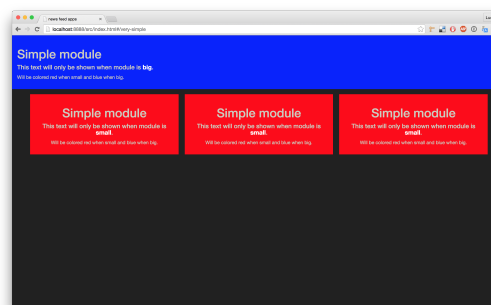 news feed apps
localhost:8888/src/index.html#/very-simple
Simple module
This text will only be shown when module is big.
Will be colored red when small and blue when big.
Simple module
This text will only be shown when module is
small.
Will be colored red when small and blue when big.
Simple module
This text will only be shown when module is
small.
Will be colored red when small and blue when big.
Simple module
This text will only be shown when module is
small.
Will be colored red when small and blue when big.